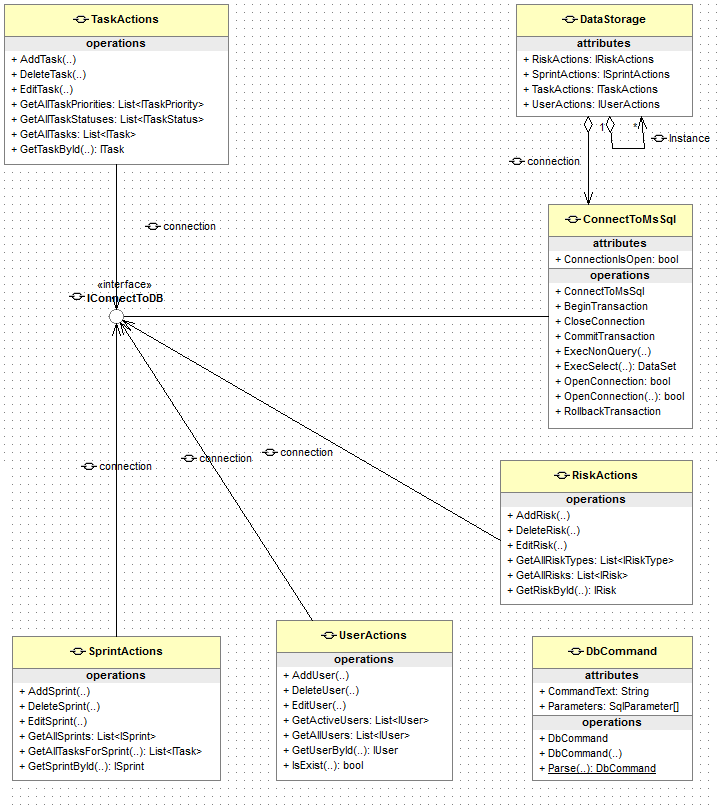 TaskActions
operations
+ AddTask(..)
+ DeleteTask(..)
+ EditTask(..)
+ GetAllTaskPriorities: List<ITaskPriority>
+ GetAllTaskStatuses: List<ITaskStatus>
+ GetAllTasks: List<ITask>
+ GetTaskById(..): ITask
DataStorage
attributes
+ RiskActions: IRiskActions
+ SprintActions: ISprintActions
+ TaskActions: ITaskActions
+ UserActions: IUserActions
1
*
Instance
connection
connection
«interface»
IConnectToDB
ConnectToMsSql
attributes
+ ConnectionIsOpen: bool
operations
+ ConnectToMsSql
+ BeginTransaction
+ CloseConnection
+ CommitTransaction
+ ExecNonQuery(..)
+ ExecSelect(..): DataSet
+ OpenConnection: bool
+ OpenConnection(..): bool
+ RollbackTransaction
connection
connection
connection
RiskActions
operations
+ AddRisk(..)
+ DeleteRisk(..)
+ EditRisk(..)
+ GetAllRiskTypes: List<IRiskType>
+ GetAllRisks: List<IRisk>
+ GetRiskById(..): IRisk
SprintActions
operations
+ AddSprint(..)
+ DeleteSprint(..)
+ EditSprint(..)
+ GetAllSprints: List<ISprint>
+ GetAllTasksForSprint(..): List<ITask>
+ GetSprintById(..): ISprint
UserActions
operations
+ AddUser(..)
+ DeleteUser(..)
+ EditUser(..)
+ GetActiveUsers: List<IUser>
+ GetAllUsers: List<IUser>
+ GetUserById(..): IUser
+ IsExist(..): bool
DbCommand
attributes
+ CommandText: String
+ Parameters: SqlParameter[]
operations
+ DbCommand
+ DbCommand(..)
+ Parse(..): DbCommand